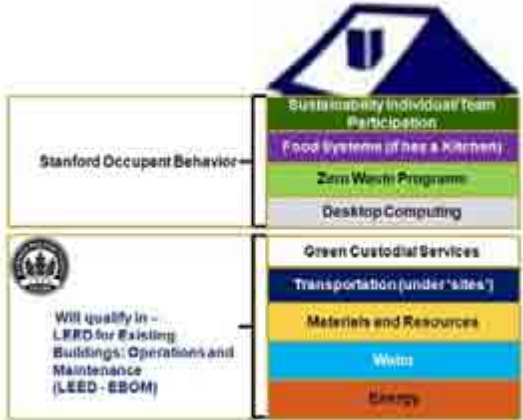 Sustainability Individual/Team
Participation
Food Systems (if has a Kitchen)
Stanford Occupant Behavior
Zero Waste Programs
Desktop Computing
Green Custodial Services
Transportation (under 'sites')
Will qualify in –
LEED for Existing
Buildings: Operations and
Maintenance
(LEED - EBOM)
Materials and Resources
Water
Energy